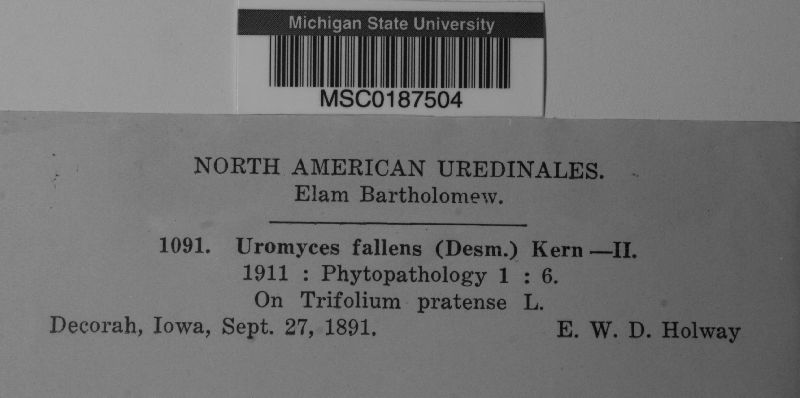 Michigan State University
MSC0187504
NORTH AMERICAN UREDINALES.
Elam Bartholomew.
1091. Uromyces fallens (Desm.) Kern —II.
1911 : Phytopathology 1 : 6.
On Trifolium pratense L.
Decorah, Iowa, Sept. 27, 1891. E. W. D. Holway